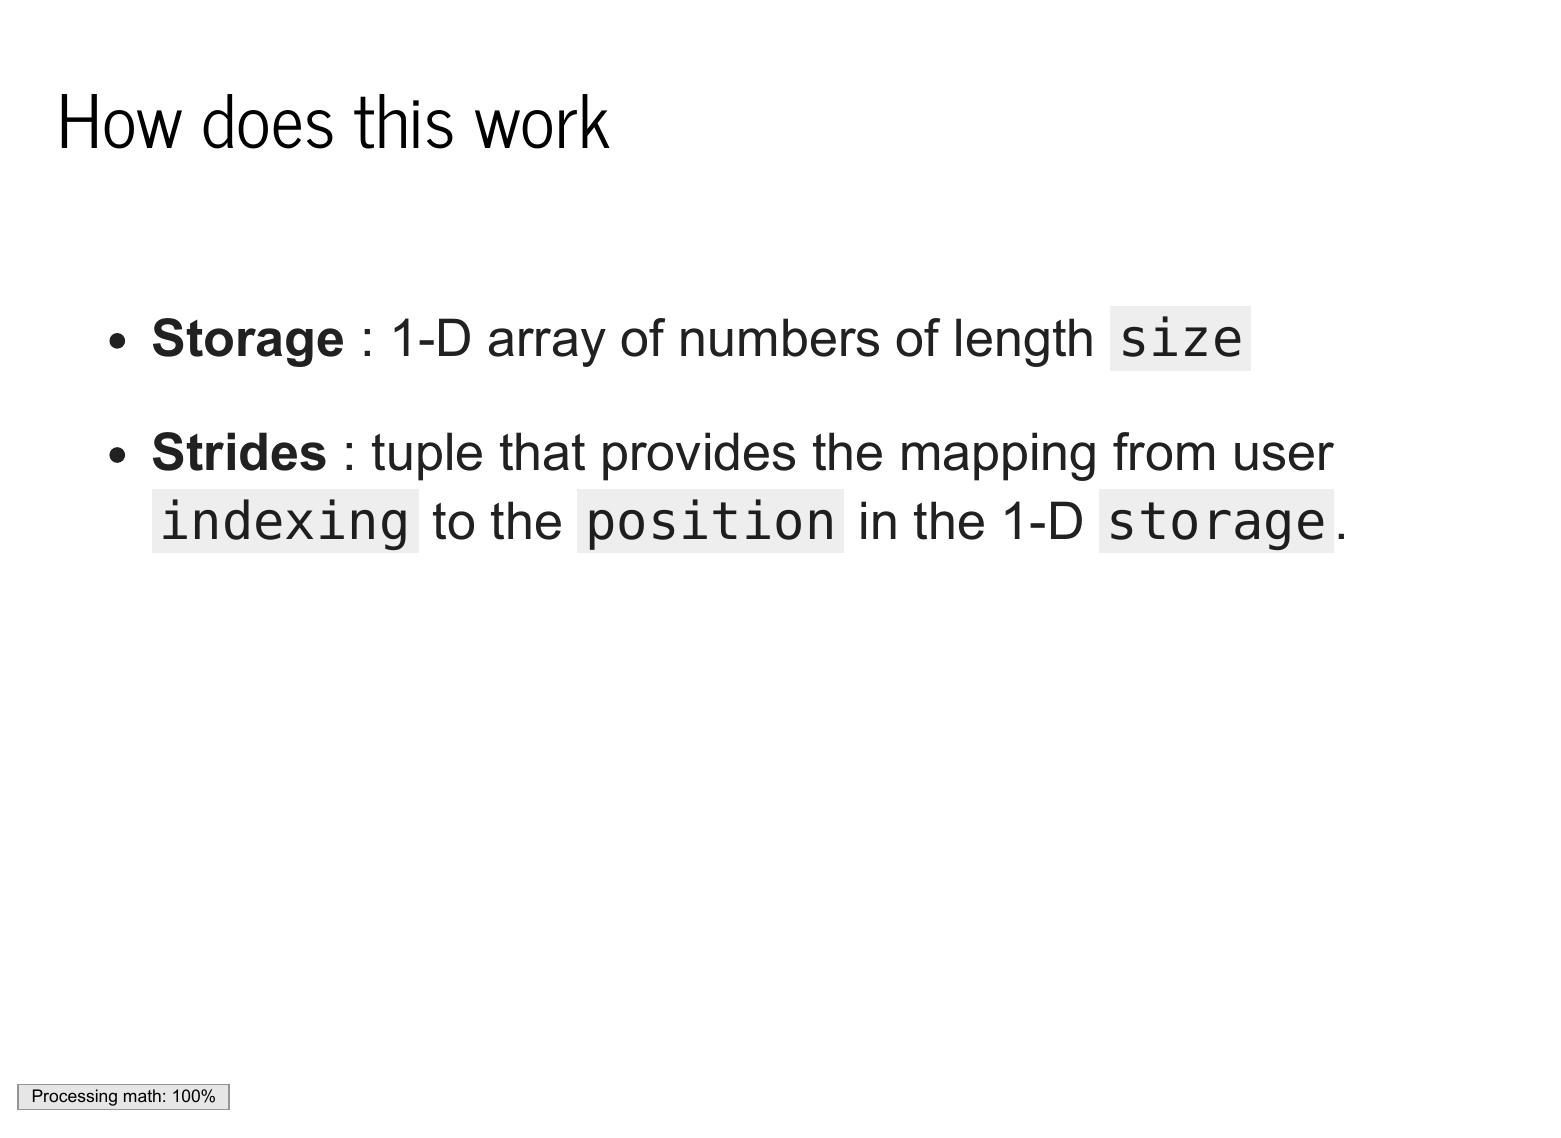 How does this work
• Storage : 1-D array of numbers of length size
• Strides : tuple that provides the mapping from user
indexing to the position in the 1-D storage.
Processing math: 100%